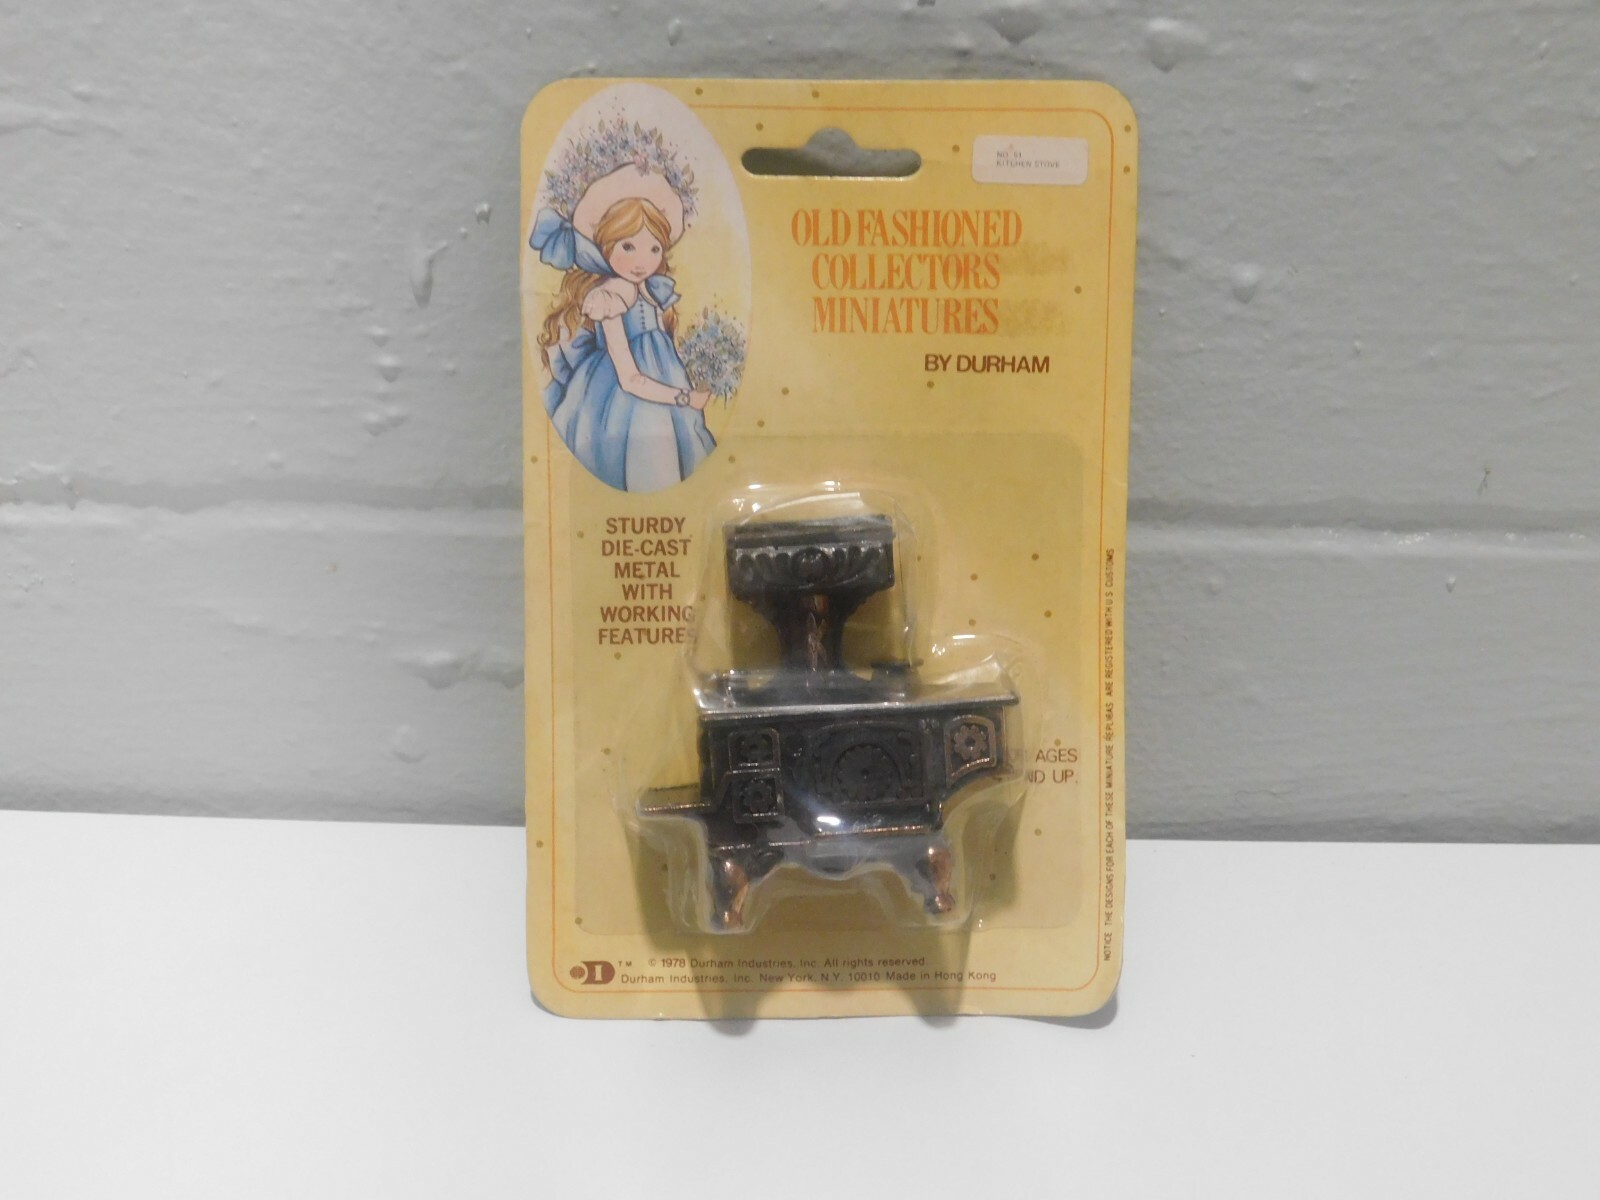 NO. 51
KITCHEN STOVE
OLD FASHIONED
COLLECTORS
MINIATURES
BY DURHAM
STURDY
DIE-CAST
METAL
WITH
WORKING
FEATURES
AGES
UP.
NOTICE THE DESIGNS FOR EACH OF THESE MINIATURE REPLICAS ARE REGISTERED WITH U.S. CUSTOMS
DI T.M. © 1978 Durham Industries, Inc. All rights reserved.
Durham Industries, Inc. New York, N.Y. 10010 Made in Hong Kong